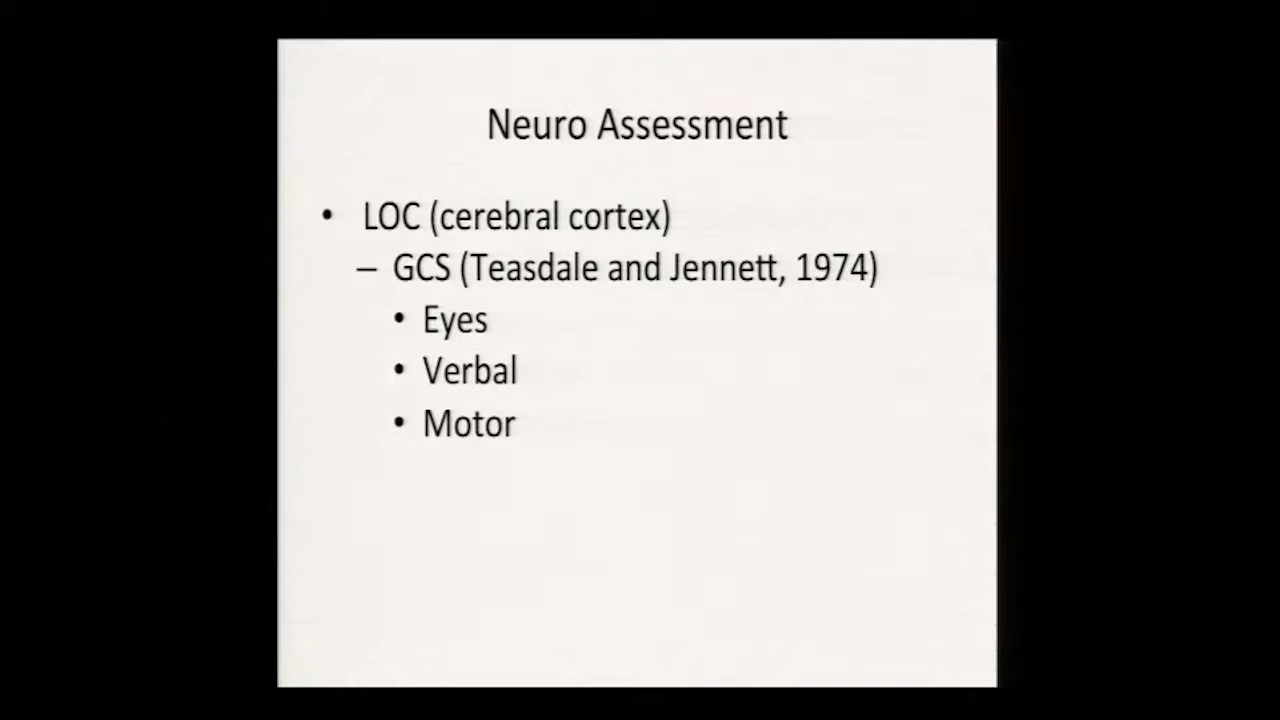 Neuro Assessment
• LOC (cerebral cortex)
– GCS (Teasdale and Jennett, 1974)
• Eyes
• Verbal
• Motor